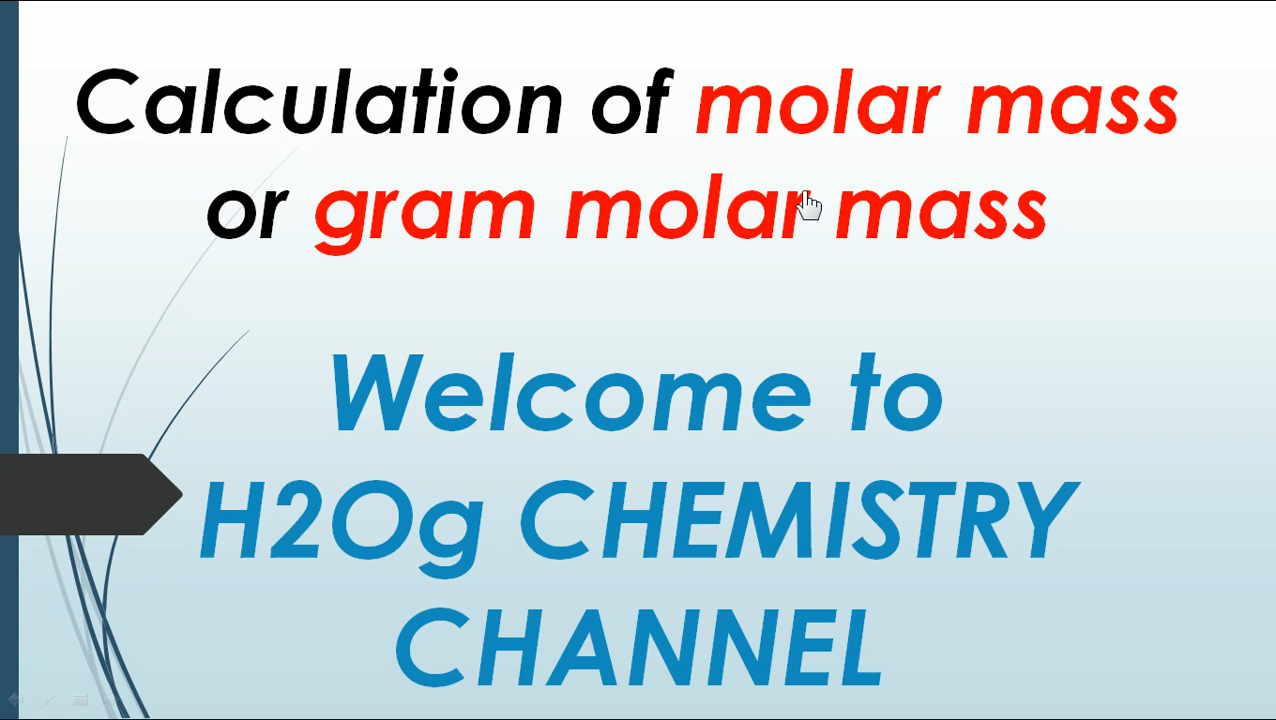 Calculation of molar mass
or gram molar mass
Welcome to
H2Og CHEMISTRY
CHANNEL